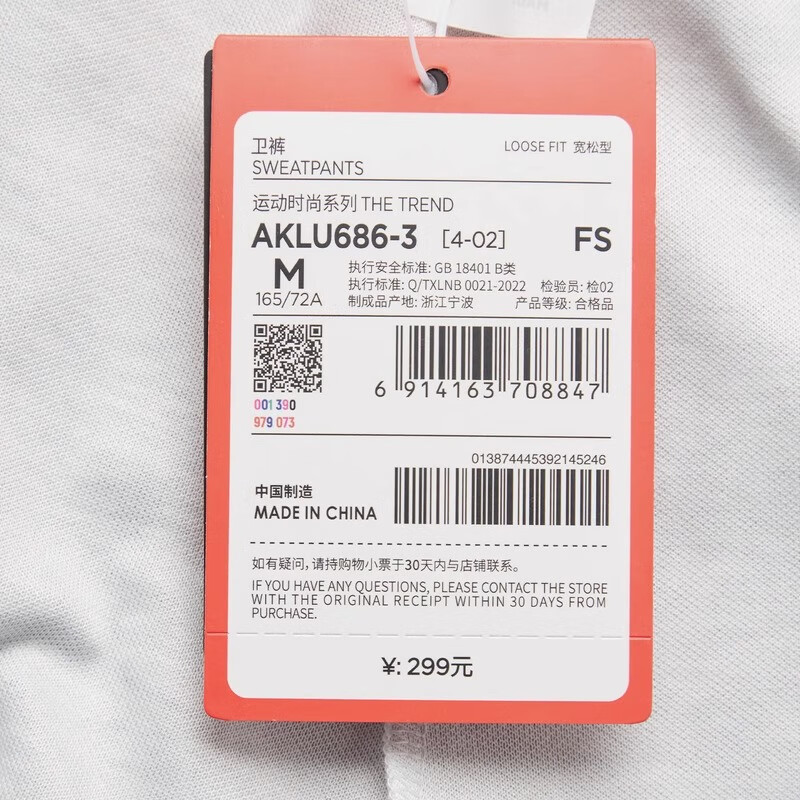 卫裤
LOOSE FIT 宽松型
SWEATPANTS
运动时尚系列 THE TREND
AKLU686-3 [4-02] FS
M
165/72A
执行安全标准: GB 18401 B类
执行标准: Q/TXLNB 0021-2022 检验员: 检02
制成品产地: 浙江宁波 产品等级: 合格品
6 914163 708847
001 390
979 073
013874445392145246
中国制造
MADE IN CHINA
如有疑问，请持购物小票于30天内与店铺联系。
IF YOU HAVE ANY QUESTIONS, PLEASE CONTACT THE STORE
WITH THE ORIGINAL RECEIPT WITHIN 30 DAYS FROM
PURCHASE.
¥: 299元